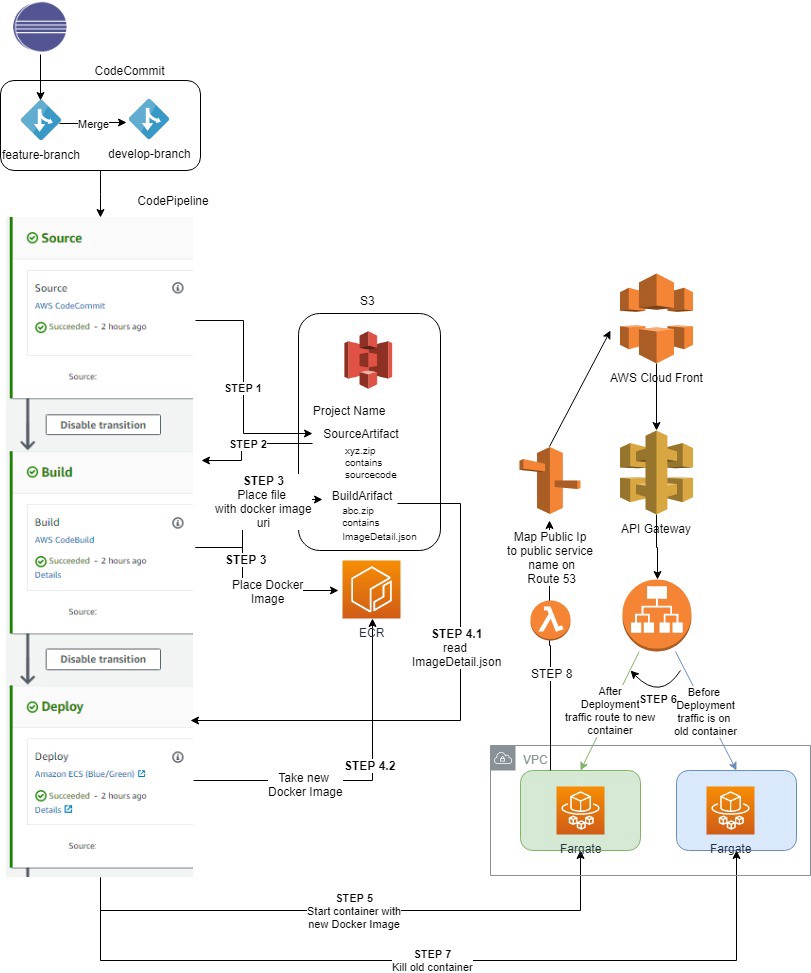 CodeCommit
Merge
feature-branch
develop-branch
CodePipeline
Source
Source
AWS CodeCommit
Succeeded - 2 hours ago
Source:
Disable transition
Build
Build
AWS CodeBuild
Succeeded - 2 hours ago
Details
Source:
Disable transition
Deploy
Deploy
Amazon ECS (Blue/Green)
Succeeded - 2 hours ago
Details
Source:
STEP 1
STEP 2
STEP 3
Place file
with docker image
uri
STEP 3
Place Docker
Image
S3
Project Name
SourceArtifact
xyz.zip
contains
sourcecode
BuildArifact
abc.zip
contains
ImageDetail.json
ECR
STEP 4.1
read
ImageDetail.json
STEP 4.2
Take new
Docker Image
AWS Cloud Front
API Gateway
Map Public Ip
to public service
name on
Route 53
STEP 8
STEP 6
After
Deployment
traffic route to new
container
Before
Deployment
traffic is on
old container
VPC
Fargate
Fargate
STEP 5
Start container with
new Docker Image
STEP 7
Kill old container